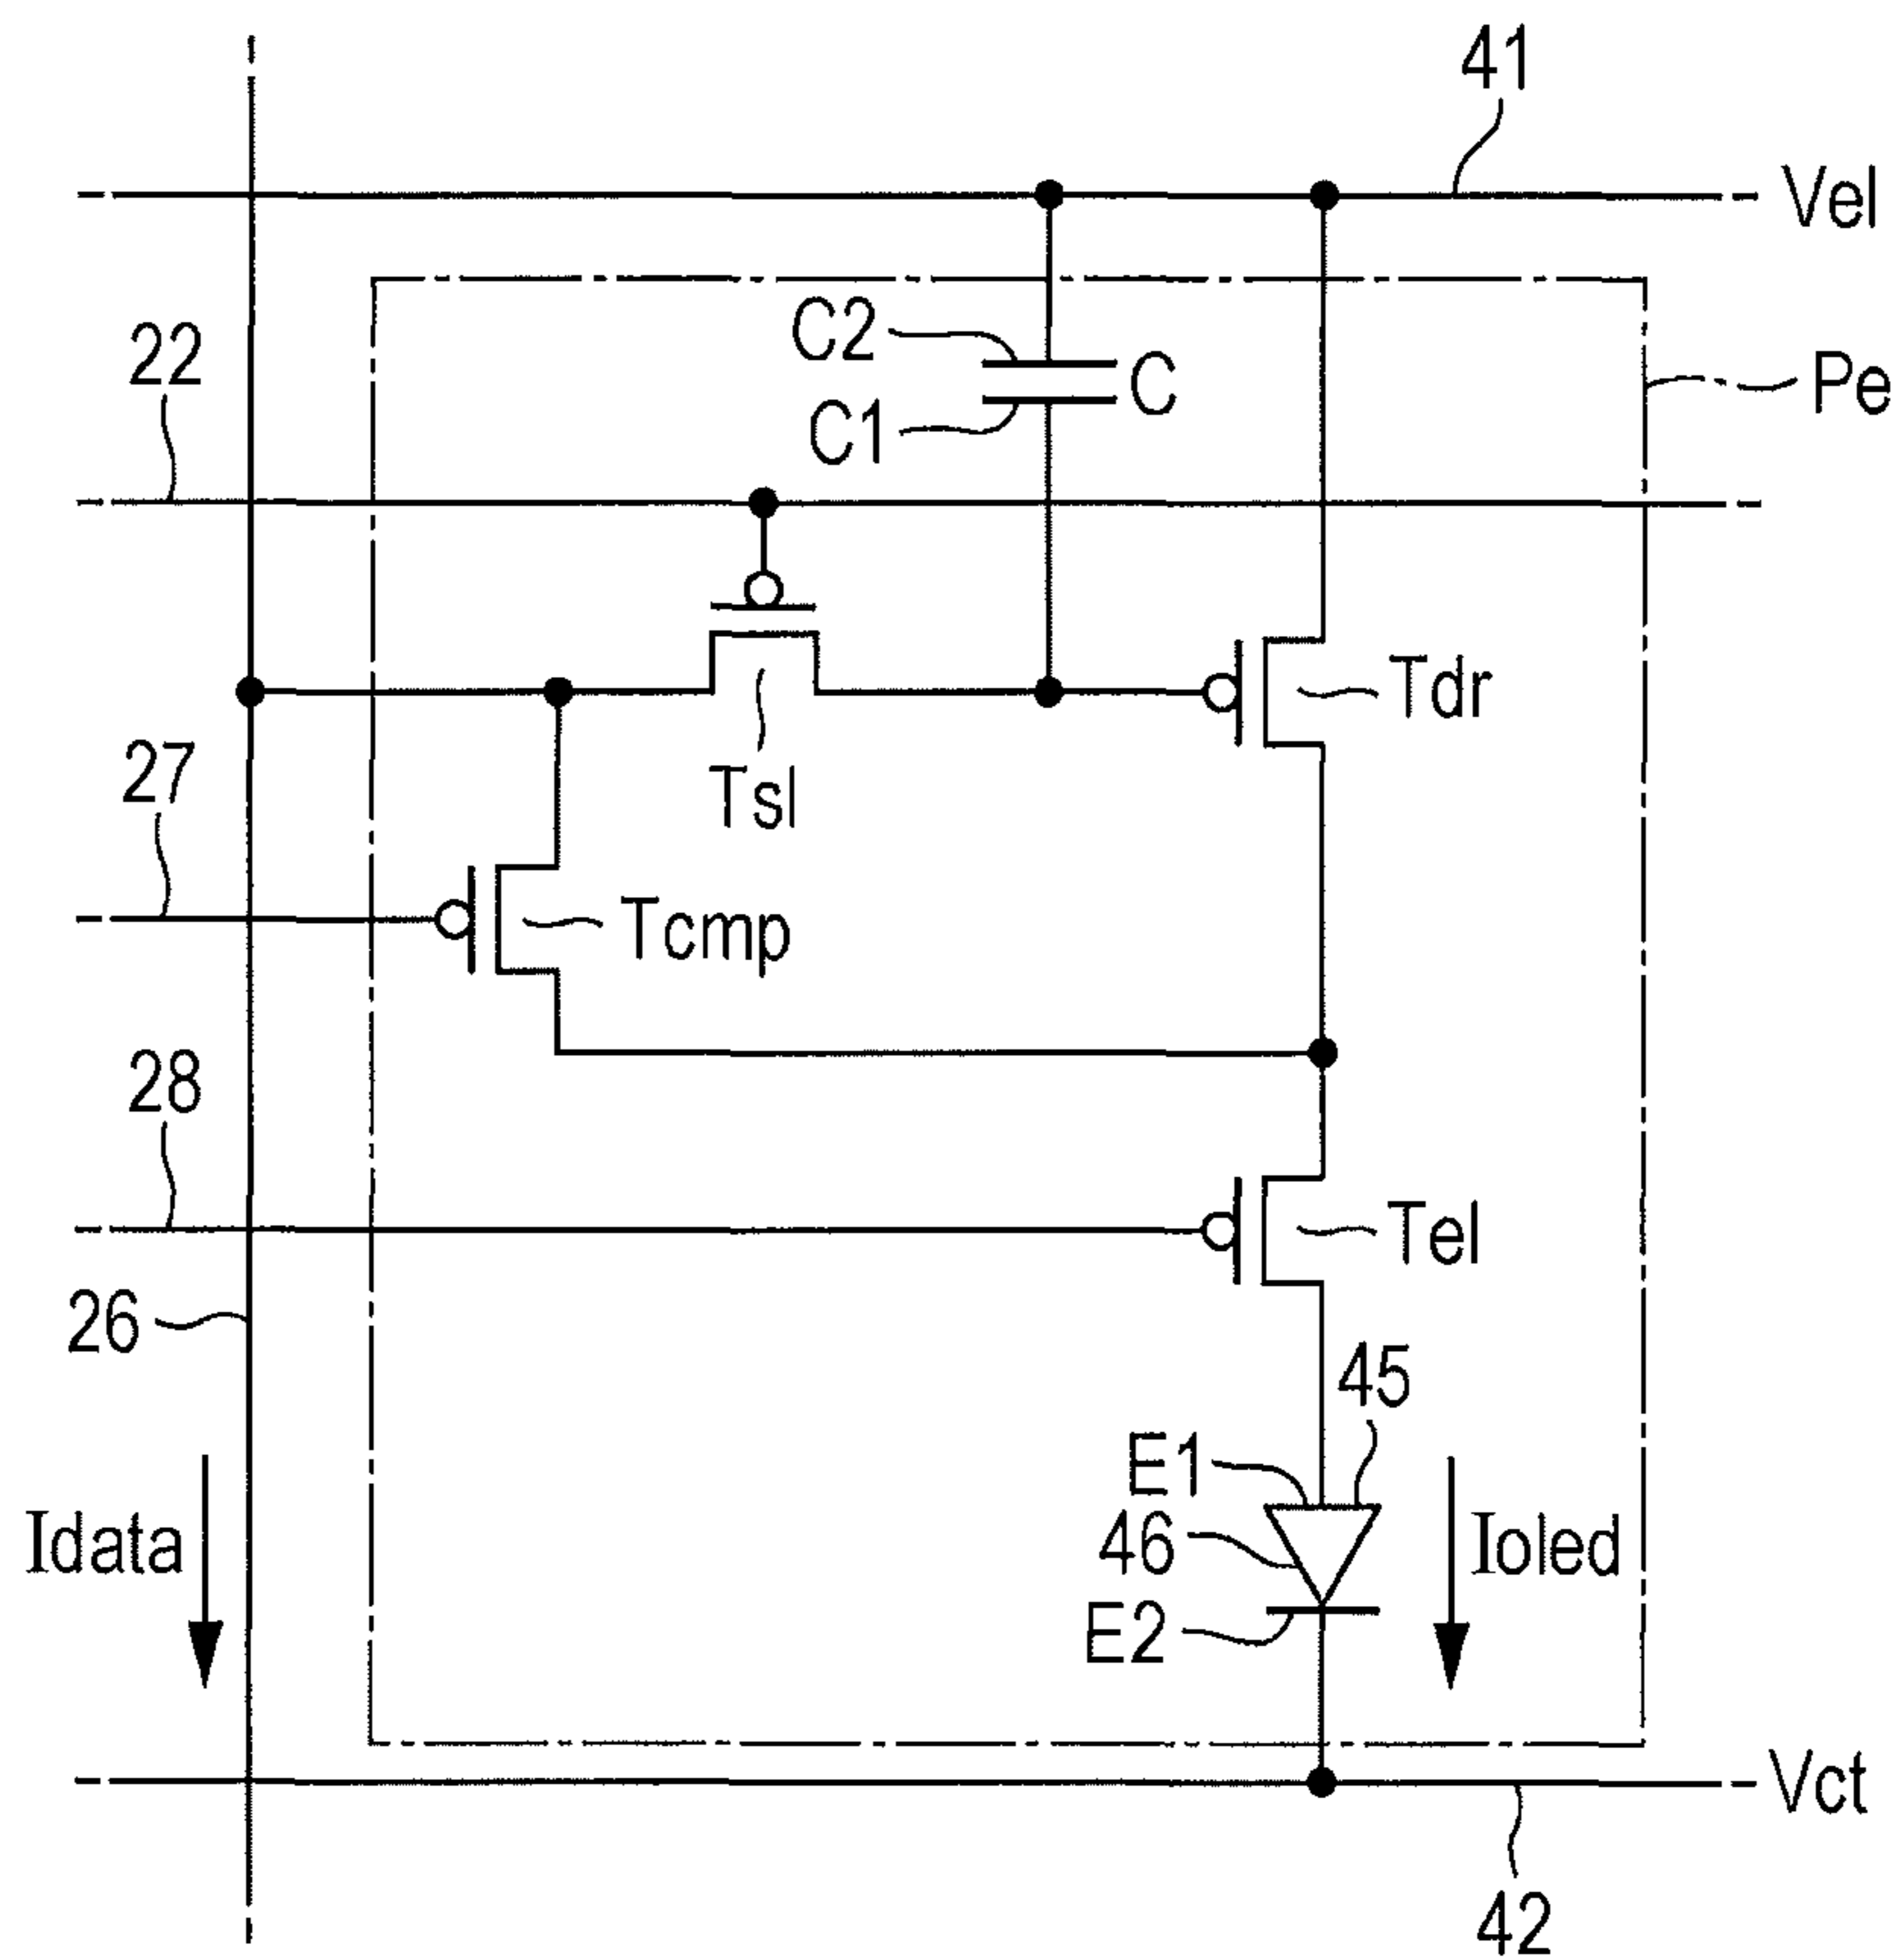 41
Vel
22
C2
C
C1
Pe
Tdr
Tsl
27
Tcmp
28
Tel
26
45
E1
46
Idata
Ioled
E2
Vct
42